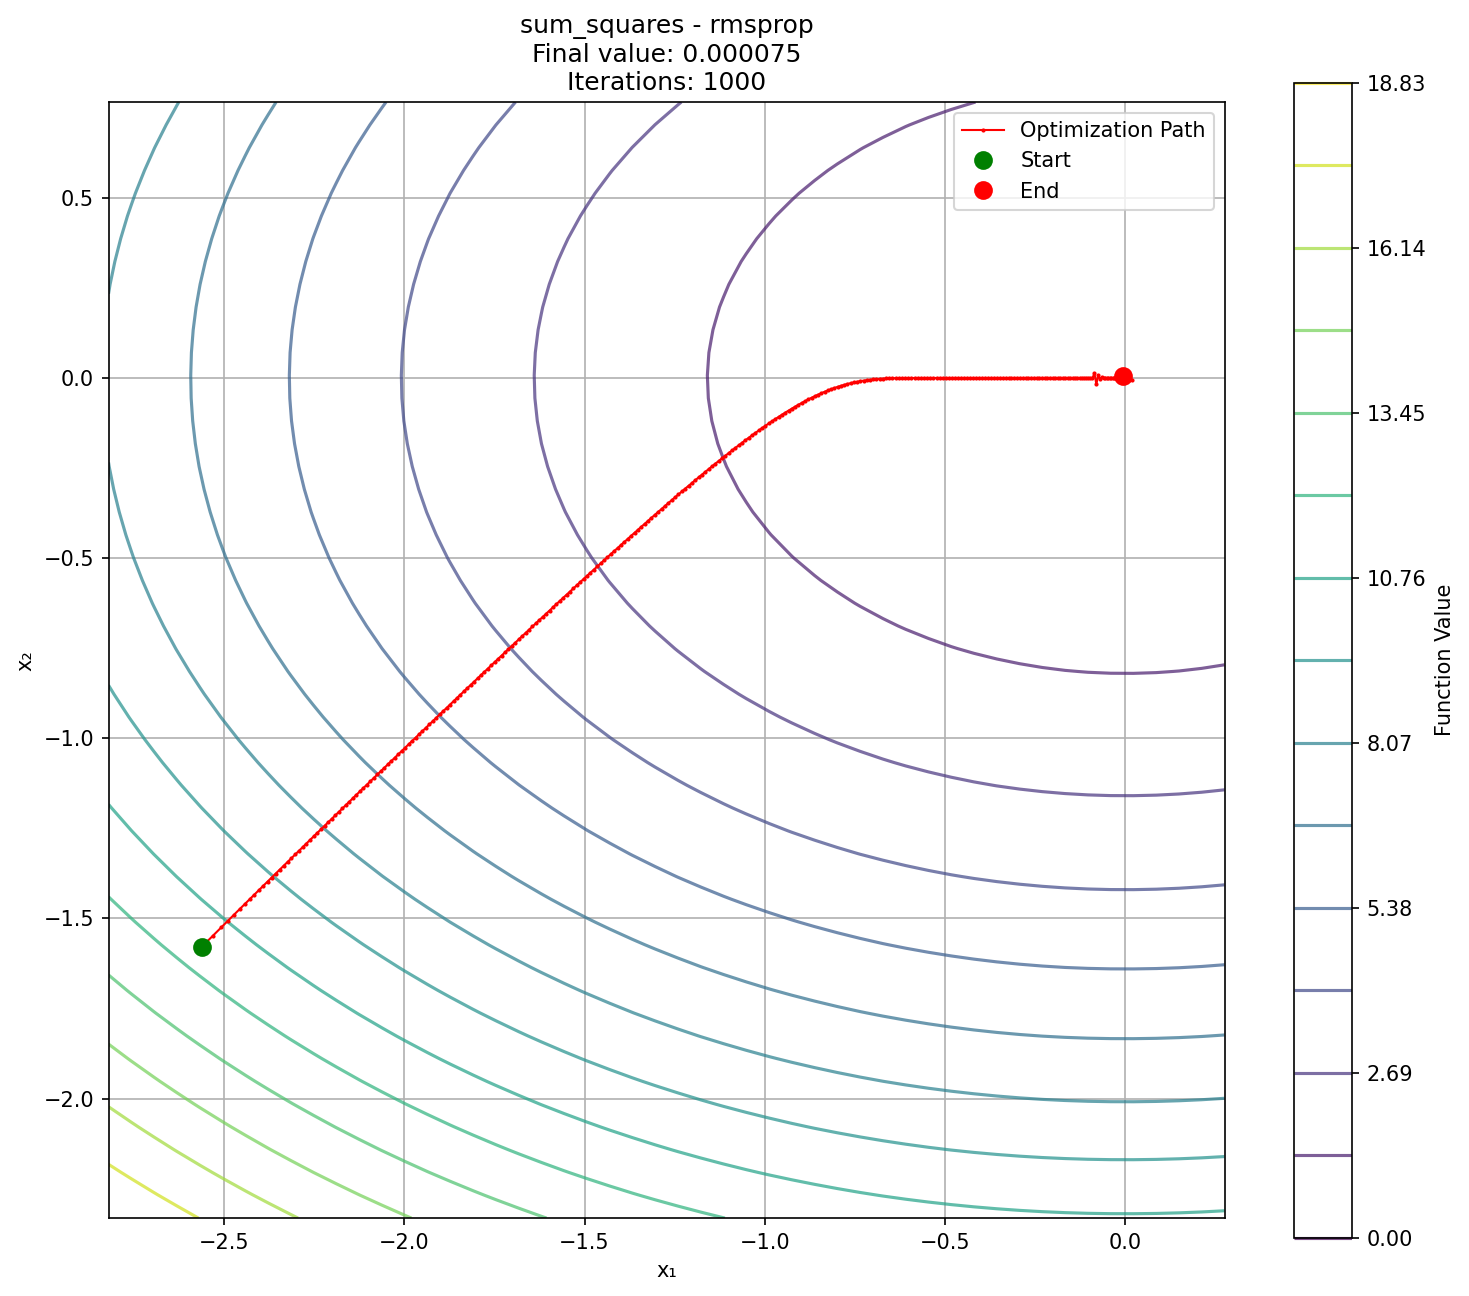 sum_squares - rmsprop
Final value: 0.000075
Iterations: 1000
Optimization Path
Start
End
0.5
0.0
−0.5
−1.0
−1.5
−2.0
x₂
−2.5
−2.0
−1.5
−1.0
−0.5
0.0
x₁
18.83
16.14
13.45
10.76
8.07
5.38
2.69
0.00
Function Value